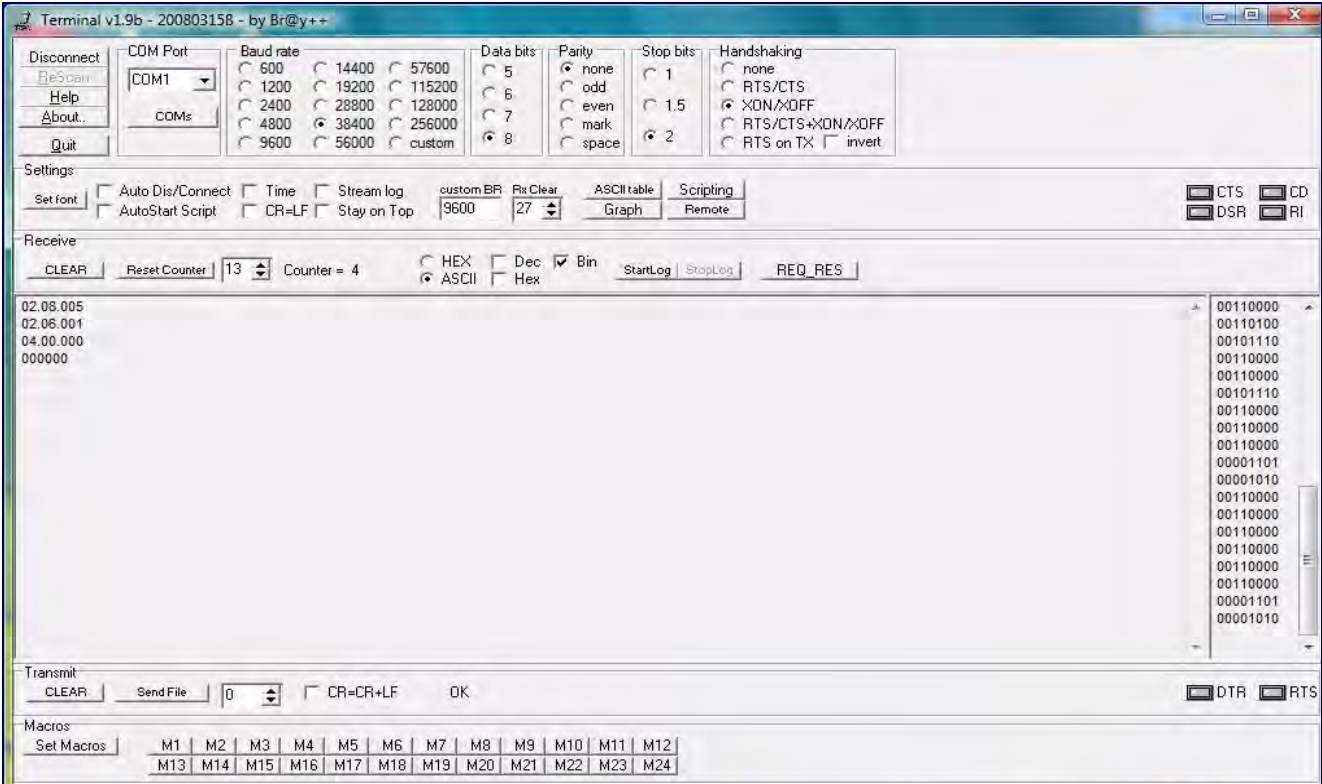 Terminal v1.9b - 20080315ß - by Br@y++
Disconnect
ReScan
Help
About..
Quit
COM Port
COM1
COMs
Baud rate
600 14400 57600
1200 19200 115200
2400 28800 128000
4800 38400 256000
9600 56000 custom
Data bits
5
6
7
8
Parity
none
odd
even
mark
space
Stop bits
1
1.5
2
Handshaking
none
RTS/CTS
XON/XOFF
RTS/CTS+XON/XOFF
RTS on TX invert
Settings
Set font
Auto Dis/Connect Time Stream log
AutoStart Script CR=LF Stay on Top
custom BR Rx Clear
9600 27
ASCII table Scripting
Graph Remote
CTS CD
DSR RI
Receive
CLEAR Reset Counter 13 Counter = 4
HEX Dec Bin
ASCII Hex
StartLog StopLog REQ_RES
02.08.005
02.06.001
04.00.000
000000
00110000
00110100
00101110
00110000
00110000
00101110
00110000
00110000
00110000
00001101
00001010
00110000
00110000
00110000
00110000
00110000
00110000
00001101
00001010
Transmit
CLEAR Send File 0 CR=CR+LF OK
DTR RTS
Macros
Set Macros
M1 M2 M3 M4 M5 M6 M7 M8 M9 M10 M11 M12
M13 M14 M15 M16 M17 M18 M19 M20 M21 M22 M23 M24